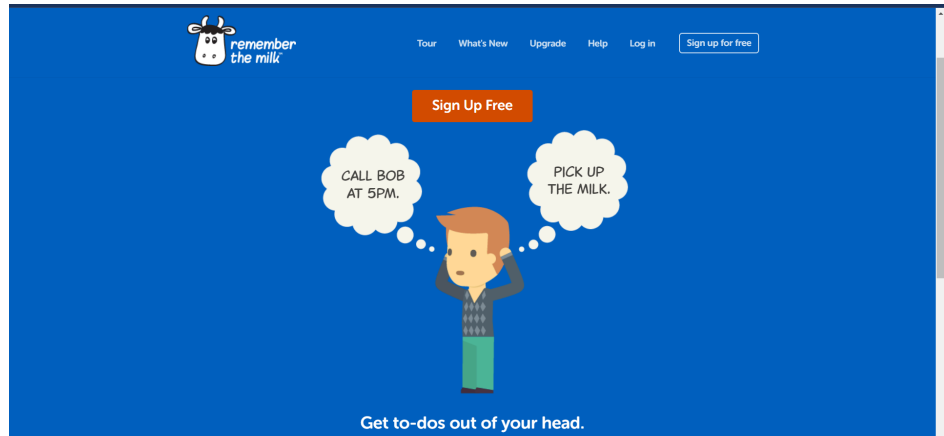 remember
the milk™
Tour What's New Upgrade Help Log in Sign up for free
Sign Up Free
CALL BOB
AT 5PM.
PICK UP
THE MILK.
Get to-dos out of your head.